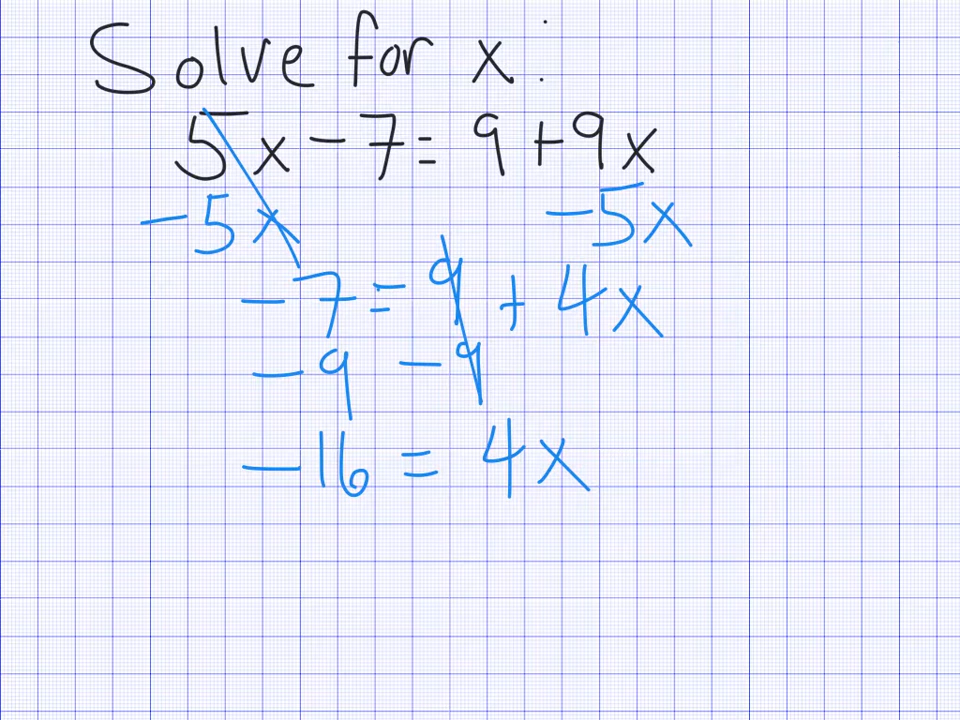 Solve for x:
5x - 7 = 9 + 9x
-5x -5x
-7 = 9 + 4x
-9 -9
-16 = 4x